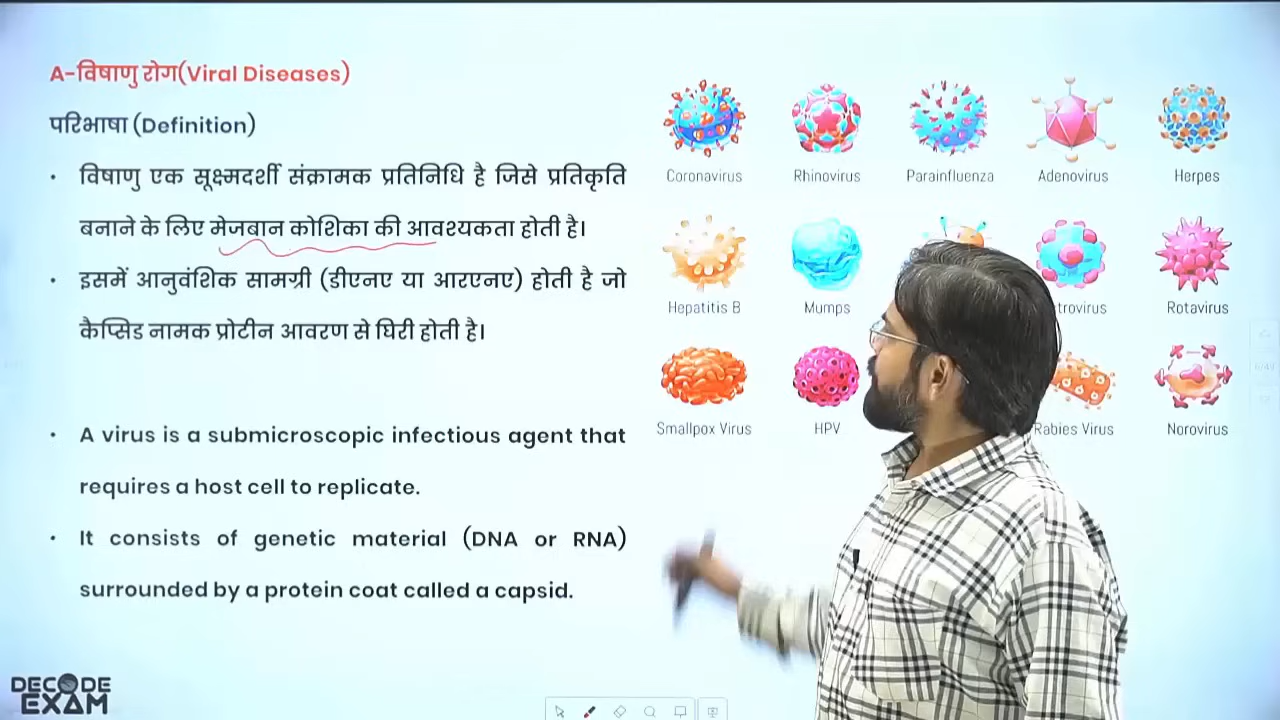 A-विषाणु रोग(Viral Diseases)
परिभाषा (Definition)
• विषाणु एक सूक्ष्मदर्शी संक्रामक प्रतिनिधि है जिसे प्रतिकृति
बनाने के लिए मेजबान कोशिका की आवश्यकता होती है।
• इसमें आनुवंशिक सामग्री (डीएनए या आरएनए) होती है जो
कैप्सिड नामक प्रोटीन आवरण से घिरी होती है।
• A virus is a submicroscopic infectious agent that
requires a host cell to replicate.
• It consists of genetic material (DNA or RNA)
surrounded by a protein coat called a capsid.
Coronavirus Rhinovirus Parainfluenza Adenovirus Herpes
Hepatitis B Mumps trovirus Rotavirus
Smallpox Virus HPV Rabies Virus Norovirus
DECODE
EXAM